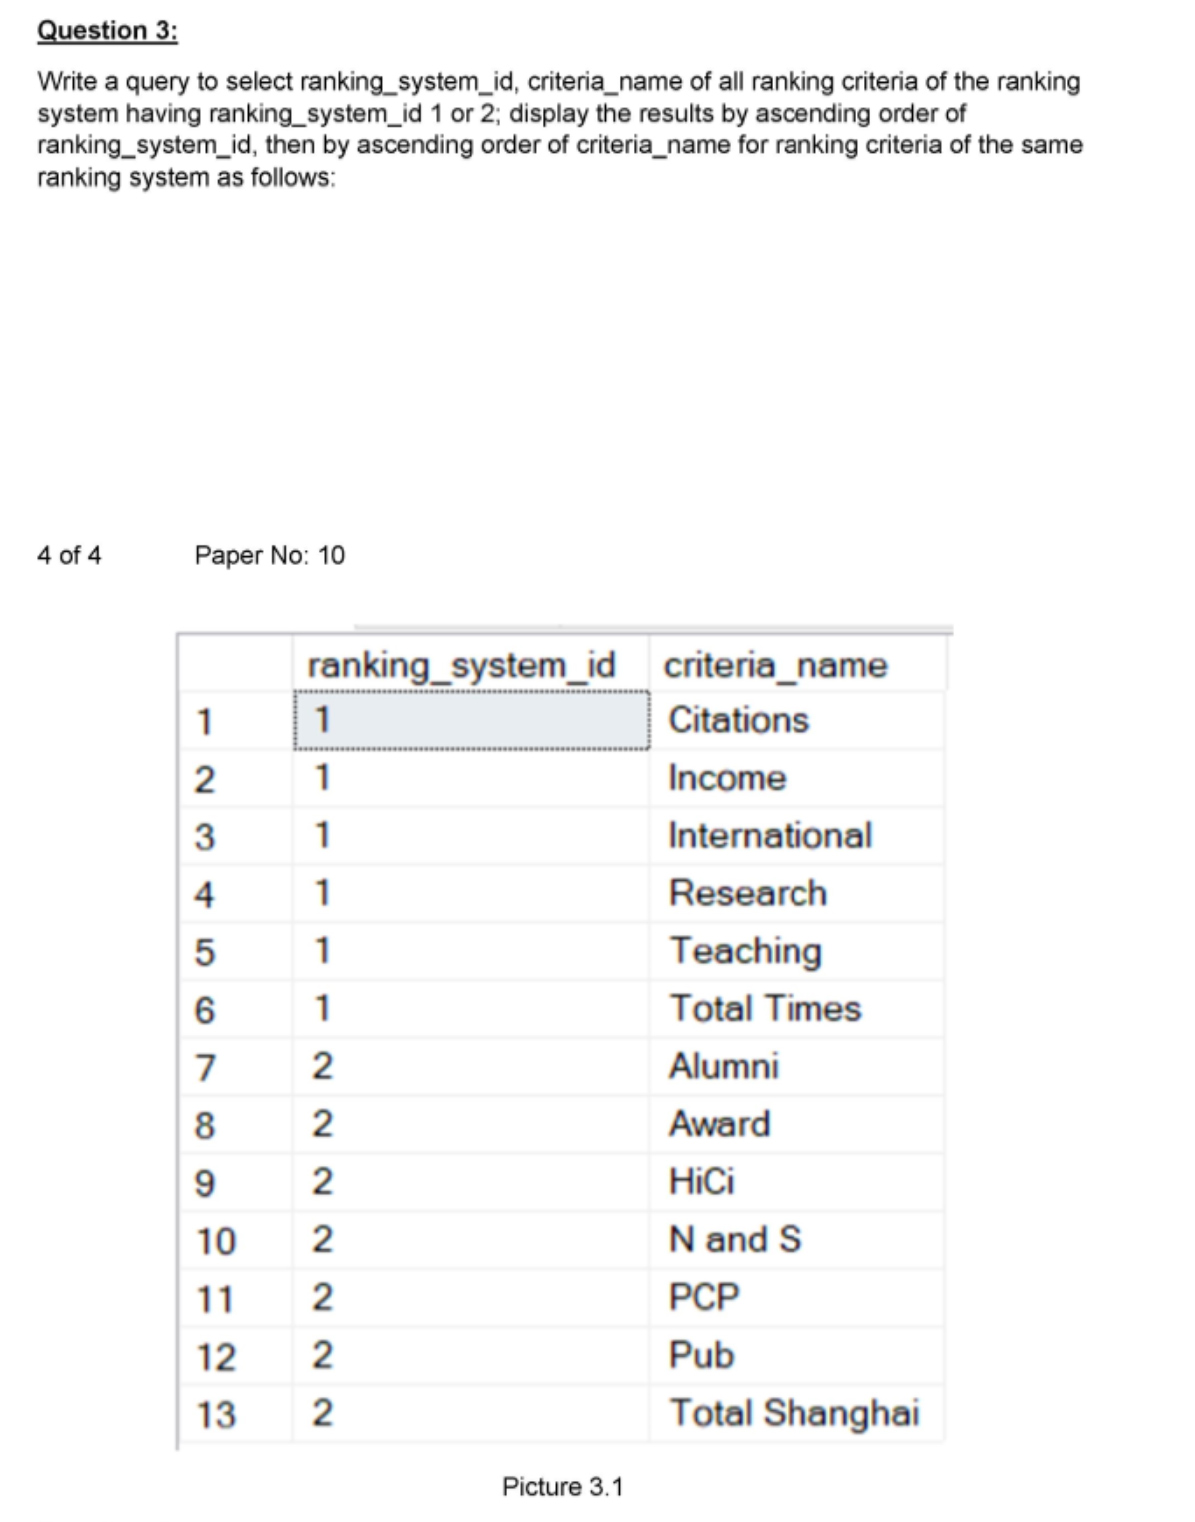 Question 3:
Write a query to select ranking_system_id, criteria_name of all ranking criteria of the ranking
system having ranking_system_id 1 or 2; display the results by ascending order of
ranking_system_id, then by ascending order of criteria_name for ranking criteria of the same
ranking system as follows:
4 of 4 Paper No: 10
ranking_system_id criteria_name
1 1 Citations
2 1 Income
3 1 International
4 1 Research
5 1 Teaching
6 1 Total Times
7 2 Alumni
8 2 Award
9 2 HiCi
10 2 N and S
11 2 PCP
12 2 Pub
13 2 Total Shanghai
Picture 3.1